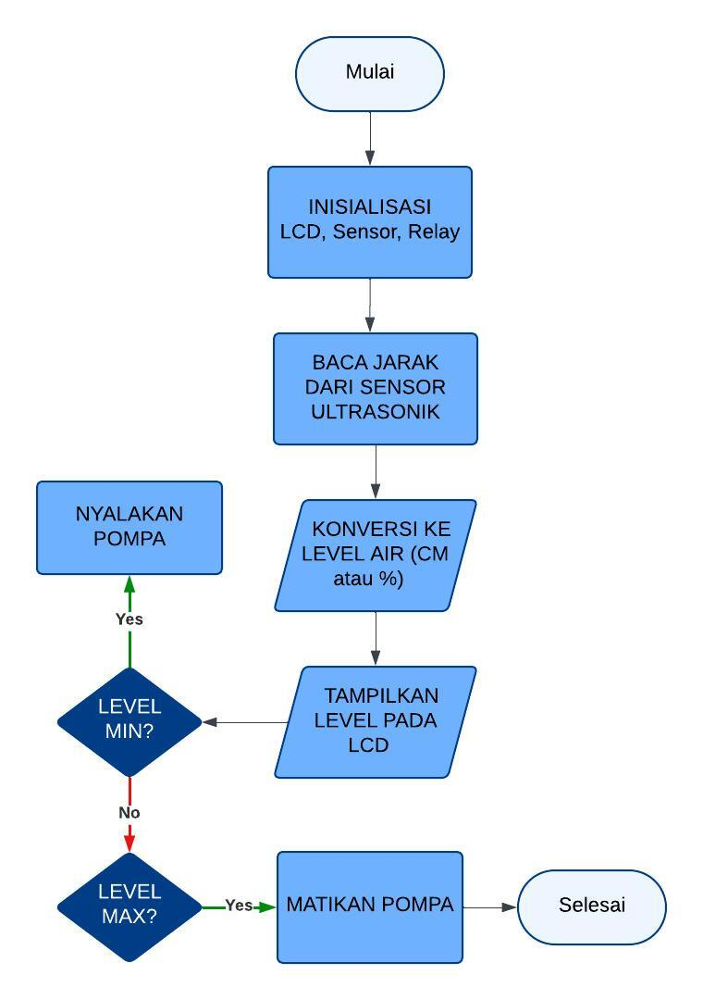 Mulai
INISIALISASI
LCD, Sensor, Relay
BACA JARAK
DARI SENSOR
ULTRASONIK
KONVERSI KE
LEVEL AIR (CM
atau %)
TAMPILKAN
LEVEL PADA
LCD
LEVEL
MIN?
Yes
NYALAKAN
POMPA
No
LEVEL
MAX?
Yes
MATIKAN POMPA
Selesai